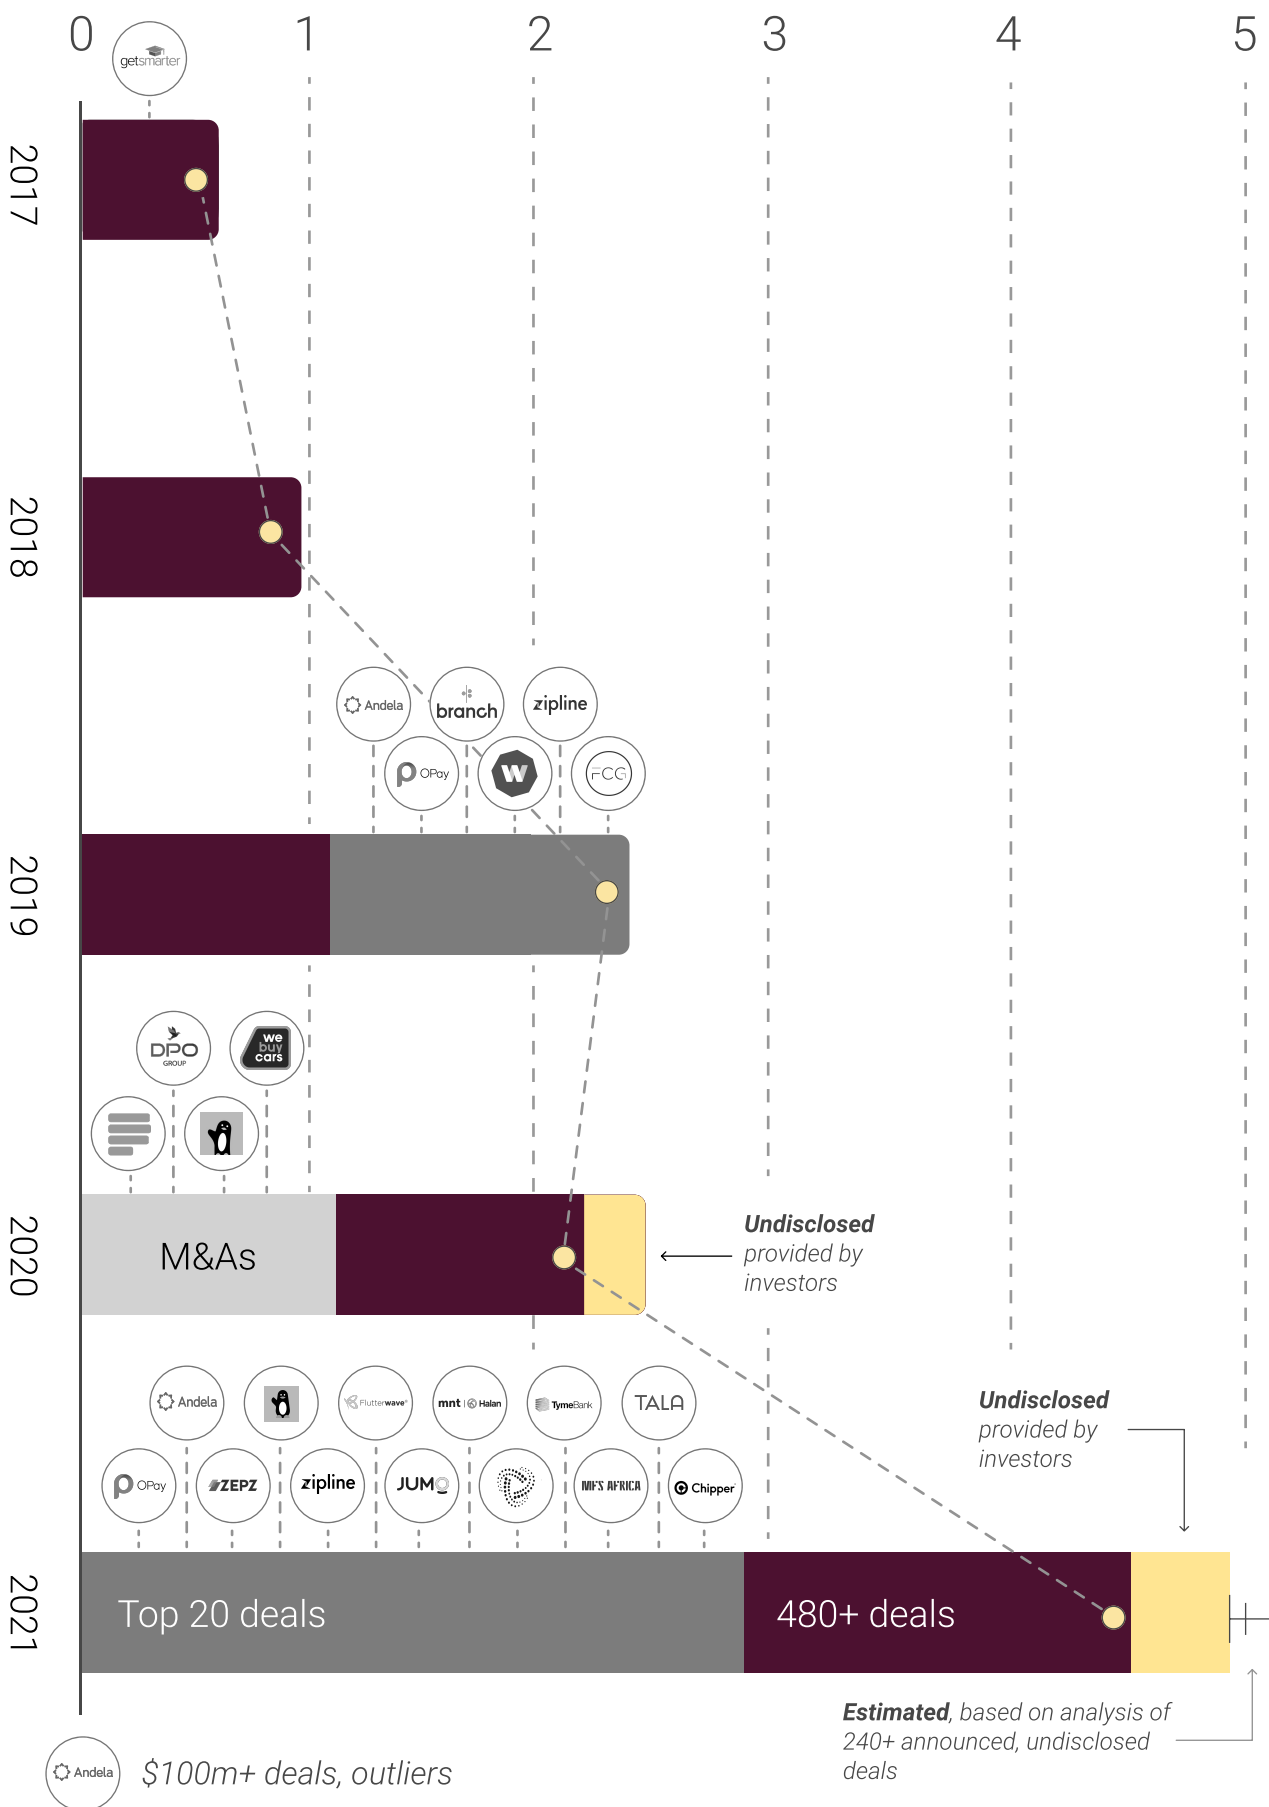 0 1 2 3 4 5
getsmarter
2017
2018
Andela
branch
zipline
OPay
W
FCG
2019
DPO
GROUP
we
buy
cars
2020
M&As
Undisclosed
provided by
investors
Andela
Flutterwave
mnt | Halan
TymeBank
TALA
Undisclosed
provided by
investors
OPay
ZEPZ
zipline
JUMO
MFS AFRICA
Chipper
2021
Top 20 deals
480+ deals
Estimated, based on analysis of
240+ announced, undisclosed
deals
Andela
$100m+ deals, outliers